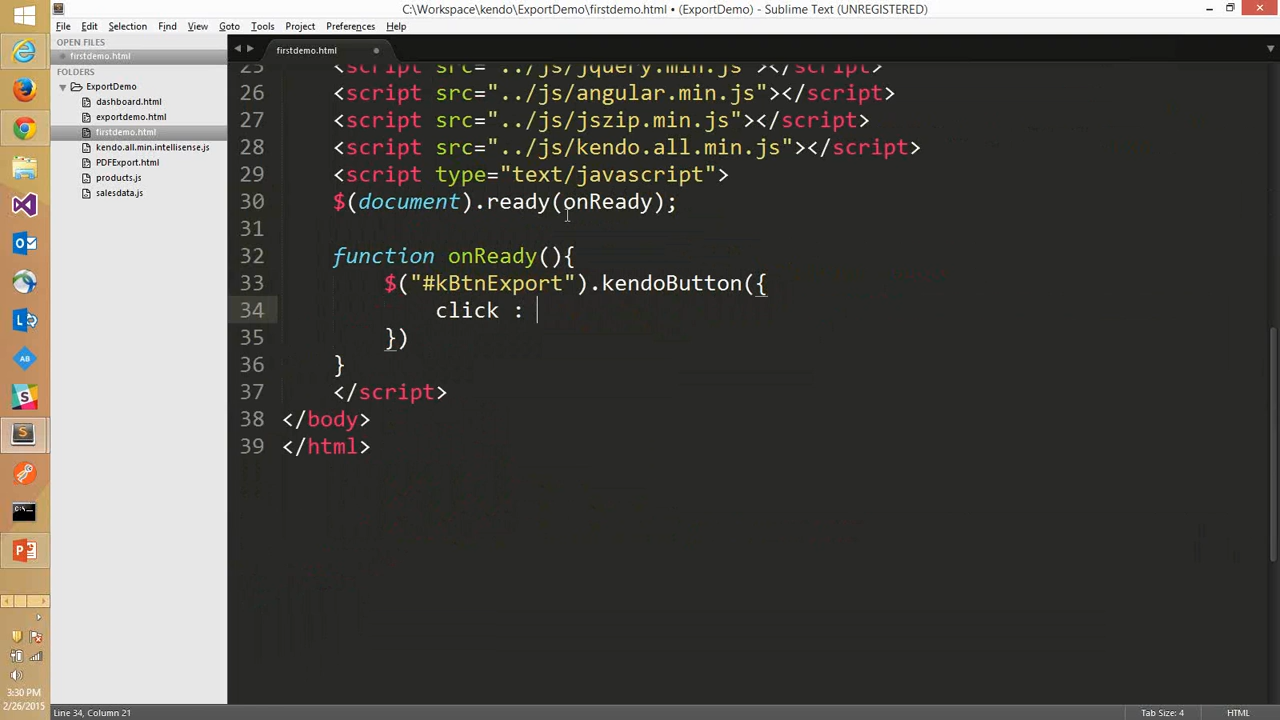 C:\Workspace\kendo\ExportDemo\firstdemo.html • (ExportDemo) - Sublime Text (UNREGISTERED)
File Edit Selection Find View Goto Tools Project Preferences Help
OPEN FILES
firstdemo.html
FOLDERS
ExportDemo
dashboard.html
exportdemo.html
firstdemo.html
kendo.all.min.intellisense.js
PDFExport.html
products.js
salesdata.js
firstdemo.html
25 <script src="../js/jquery.min.js"></script>
26 <script src="../js/angular.min.js"></script>
27 <script src="../js/jszip.min.js"></script>
28 <script src="../js/kendo.all.min.js"></script>
29 <script type="text/javascript">
30 $(document).ready(onReady);
31
32 function onReady(){
33 $("#kBtnExport").kendoButton({
34 click :
35 })
36 }
37 </script>
38 </body>
39 </html>
3:30 PM
2/26/2015
Line 34, Column 21
Tab Size: 4
HTML